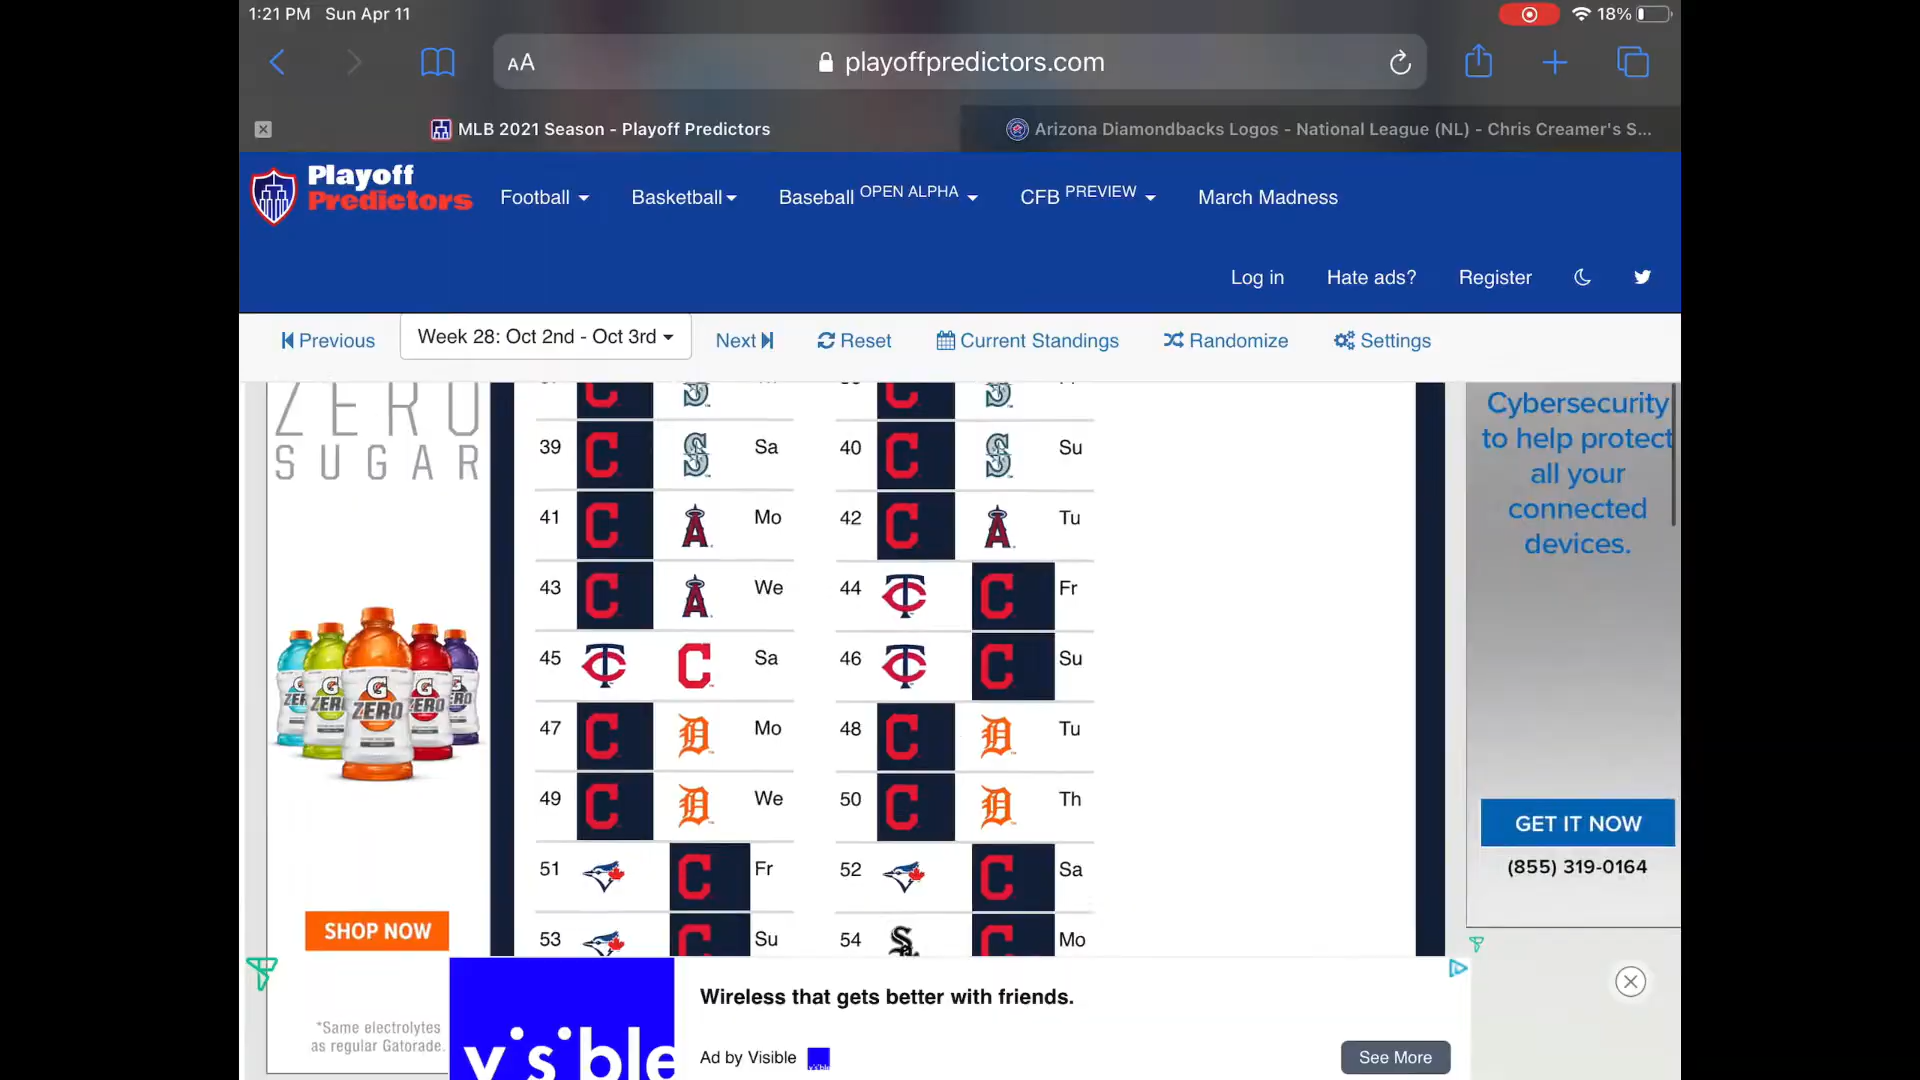 1:21 PM Sun Apr 11
18%
AA
playoffpredictors.com
MLB 2021 Season - Playoff Predictors
Arizona Diamondbacks Logos - National League (NL) - Chris Creamer's S...
Playoff
Predictors
Football
Basketball
Baseball OPEN ALPHA
CFB PREVIEW
March Madness
Log in
Hate ads?
Register
Previous
Week 28: Oct 2nd - Oct 3rd
Next
Reset
Current Standings
Randomize
Settings
ZERO
SUGAR
G
ZERO
SHOP NOW
*Same electrolytes
as regular Gatorade.
39 C S Sa 40 C S Su
41 C A Mo 42 C A Tu
43 C A We 44 TC C Fr
45 TC C Sa 46 TC C Su
47 C D Mo 48 C D Tu
49 C D We 50 C D Th
51 C Fr 52 C Sa
53 C Su 54 Sox C Mo
Cybersecurity
to help protect
all your
connected
devices.
GET IT NOW
(855) 319-0164
visible
Wireless that gets better with friends.
Ad by Visible
See More